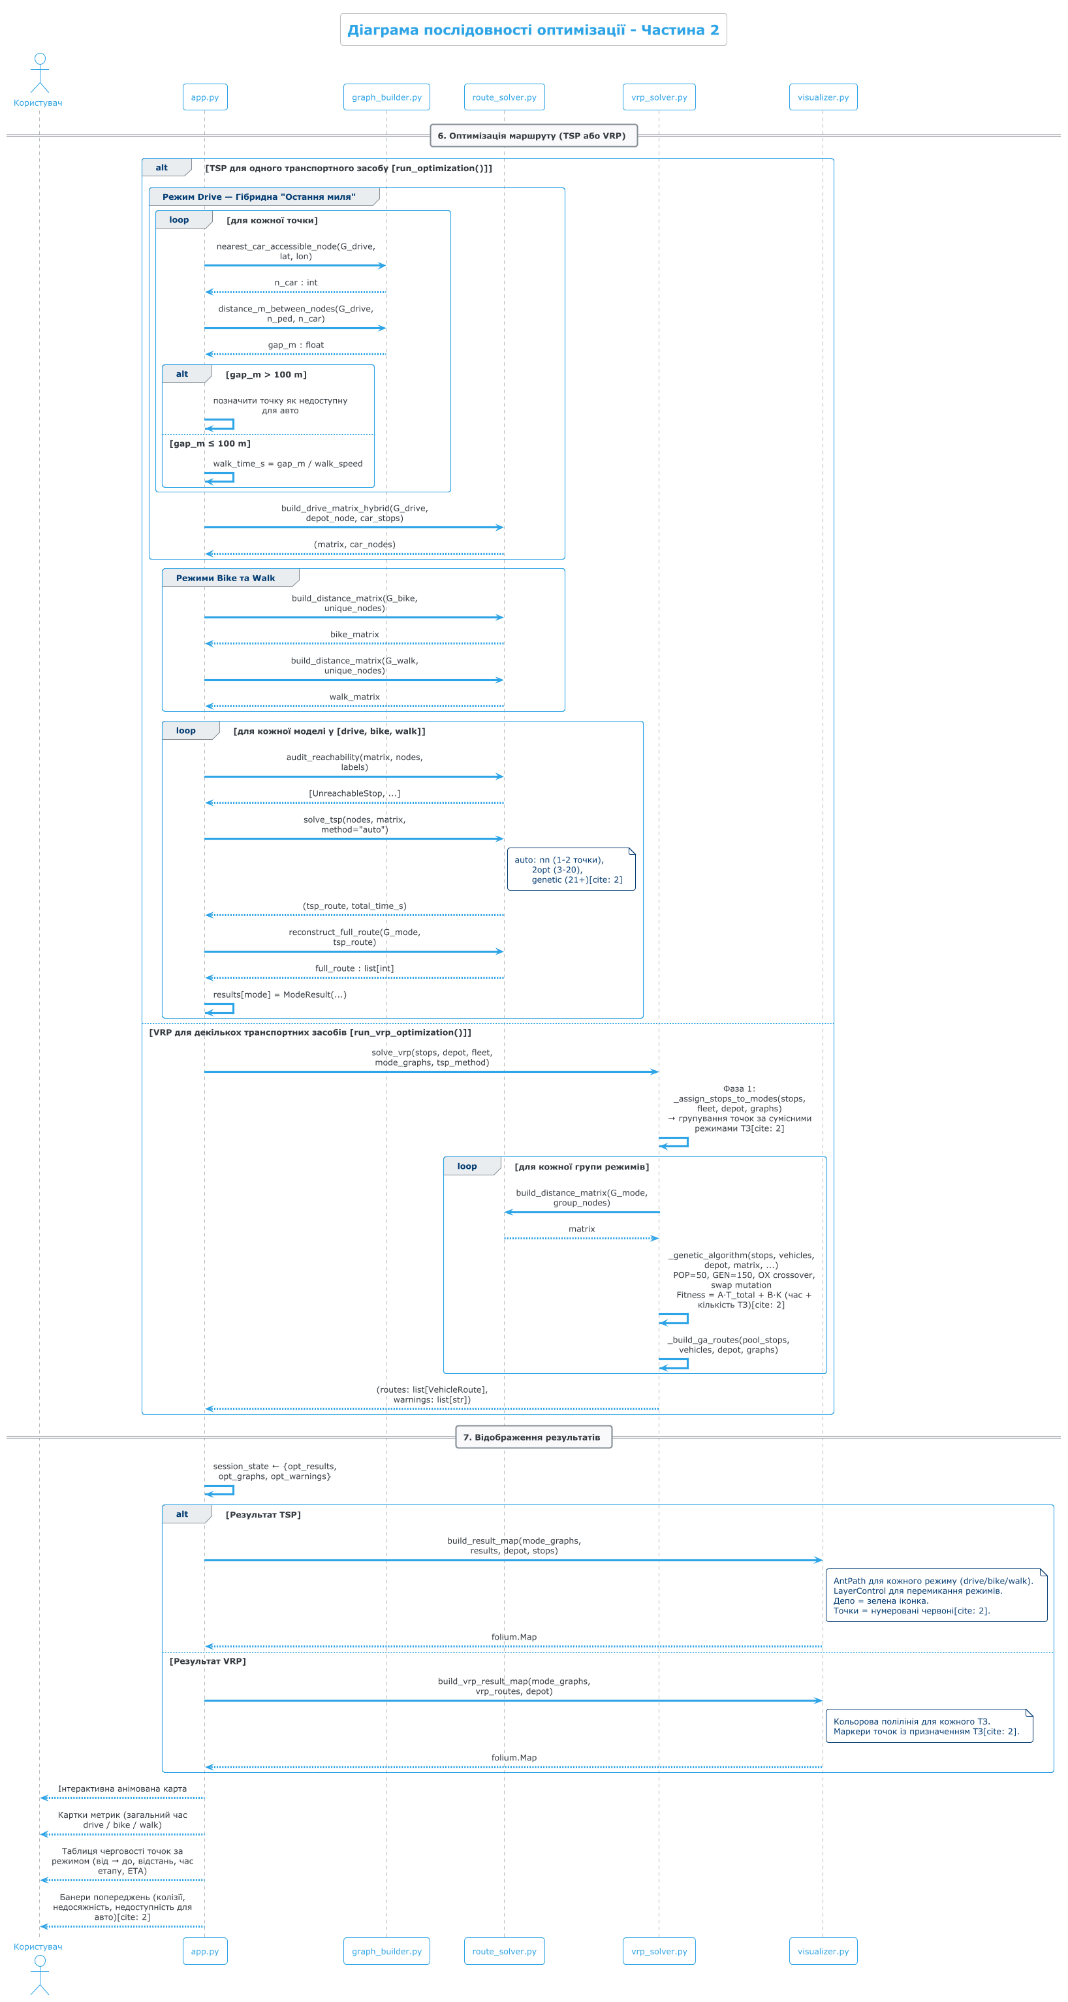 Діаграма послідовності оптимізації - Частина 2
Користувач
app.py
graph_builder.py
route_solver.py
vrp_solver.py
visualizer.py
6. Оптимізація маршруту (TSP або VRP)
alt
[TSP для одного транспортного засобу [run_optimization()]]
Режим Drive — Гібридна "Остання миля"
loop
[для кожної точки]
nearest_car_accessible_node(G_drive,
lat, lon)
n_car : int
distance_m_between_nodes(G_drive,
n_ped, n_car)
gap_m : float
alt
[gap_m > 100 m]
позначити точку як недоступну
для авто
[gap_m ≤ 100 m]
walk_time_s = gap_m / walk_speed
build_drive_matrix_hybrid(G_drive,
depot_node, car_stops)
(matrix, car_nodes)
Режими Bike та Walk
build_distance_matrix(G_bike,
unique_nodes)
bike_matrix
build_distance_matrix(G_walk,
unique_nodes)
walk_matrix
loop
[для кожної моделі у [drive, bike, walk]]
audit_reachability(matrix, nodes,
labels)
[UnreachableStop, ...]
solve_tsp(nodes, matrix,
method="auto")
auto: nn (1-2 точки),
2opt (3-20),
genetic (21+)[cite: 2]
(tsp_route, total_time_s)
reconstruct_full_route(G_mode,
tsp_route)
full_route : list[int]
results[mode] = ModeResult(...)
[VRP для декількох транспортних засобів [run_vrp_optimization()]]
solve_vrp(stops, depot, fleet,
mode_graphs, tsp_method)
Фаза 1:
_assign_stops_to_modes(stops,
fleet, depot, graphs)
→ групування точок за сумісними
режимами ТЗ[cite: 2]
loop
[для кожної групи режимів]
build_distance_matrix(G_mode,
group_nodes)
matrix
_genetic_algorithm(stops, vehicles,
depot, matrix, ...)
POP=50, GEN=150, OX crossover,
swap mutation
Fitness = A·T_total + B·K (час +
кількість ТЗ)[cite: 2]
_build_ga_routes(pool_stops,
vehicles, depot, graphs)
(routes: list[VehicleRoute],
warnings: list[str])
7. Відображення результатів
session_state ← {opt_results,
opt_graphs, opt_warnings}
alt
[Результат TSP]
build_result_map(mode_graphs,
results, depot, stops)
AntPath для кожного режиму (drive/bike/walk).
LayerControl для перемикання режимів.
Депо = зелена іконка.
Точки = нумеровані червоні[cite: 2].
folium.Map
[Результат VRP]
build_vrp_result_map(mode_graphs,
vrp_routes, depot)
Кольорова полілінія для кожного ТЗ.
Маркери точок із призначенням ТЗ[cite: 2].
folium.Map
Інтерактивна анімована карта
Картки метрик (загальний час
drive / bike / walk)
Таблиця черговості точок за
режимом (від → до, відстань, час
етапу, ETA)
Банери попереджень (колізії,
недосяжність, недоступність для
авто)[cite: 2]
Користувач
app.py
graph_builder.py
route_solver.py
vrp_solver.py
visualizer.py